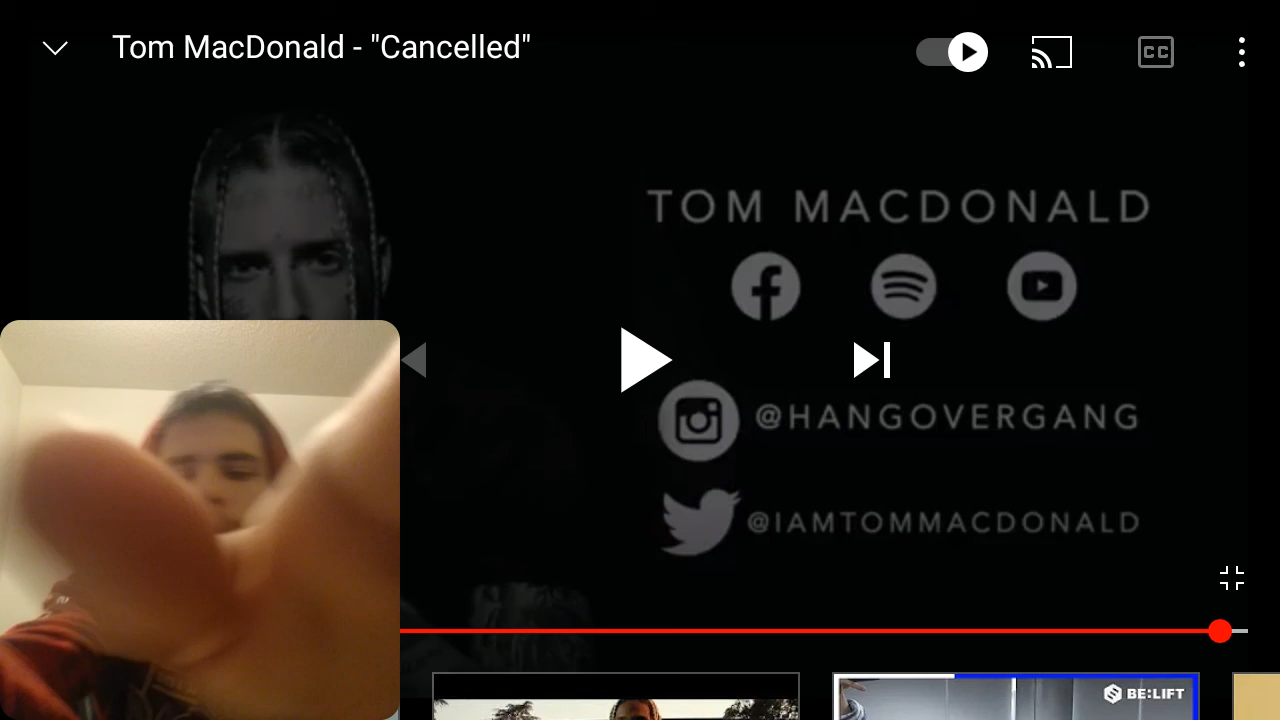 Tom MacDonald - "Cancelled"
CC
TOM MACDONALD
@HANGOVERGANG
@IAMTOMMACDONALD
BE:LIFT